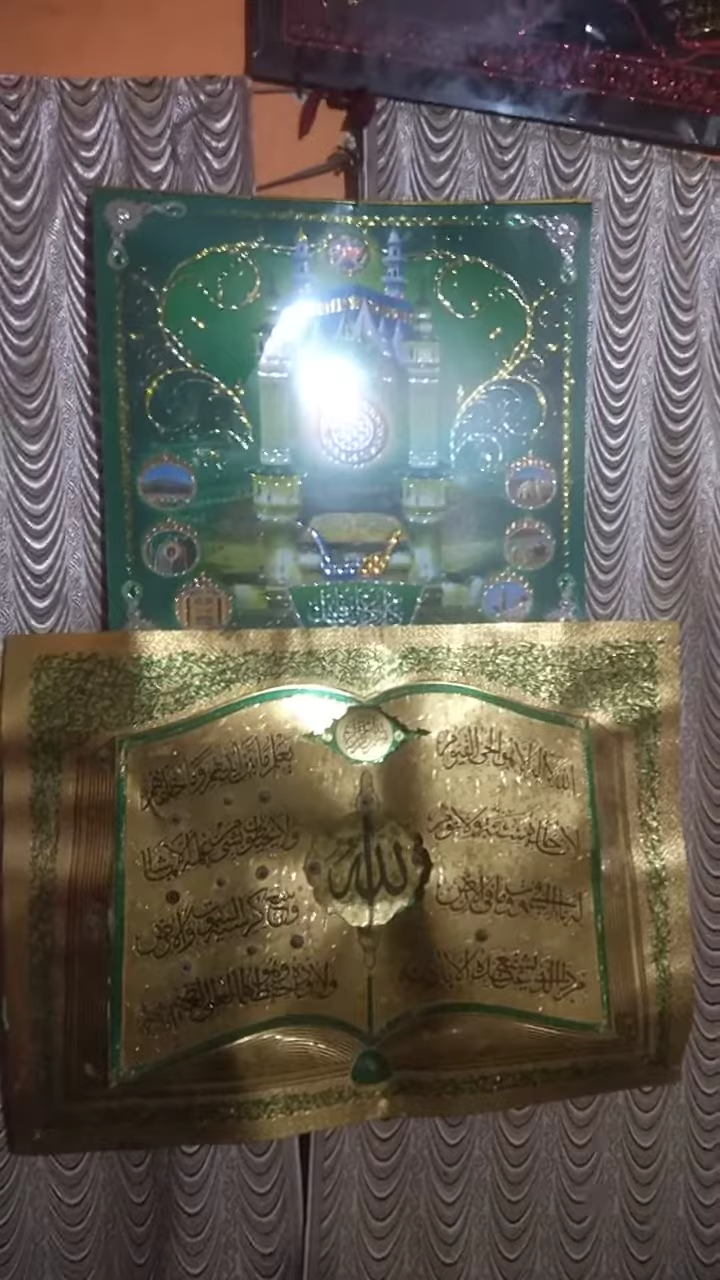 الله لا اله الا هو الحي القيوم
لا تاخذه سنة ولا نوم
له ما في السموت وما في الارض
من ذا الذي يشفع عنده الا باذنه
يعلم ما بين ايديهم وما خلفهم
ولا يحيطون بشيء من علمه الا بما شاء
وسع كرسيه السموت والارض
ولا يؤده حفظهما وهو العلي العظيم
الله